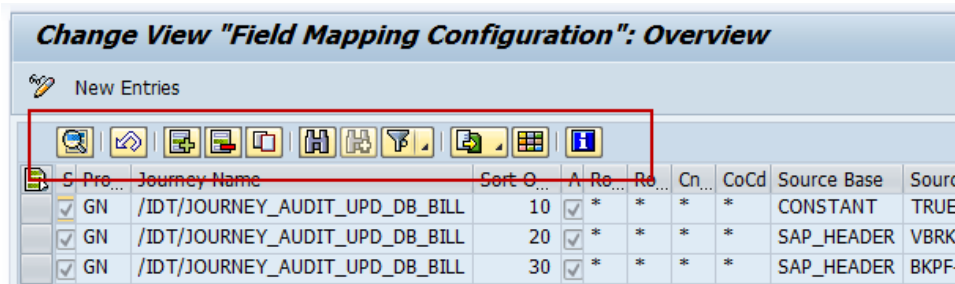 Change View "Field Mapping Configuration": Overview
New Entries
S Pro... Journey Name Sort O... A Ro... Ro... Cn... CoCd Source Base Sourc
GN /IDT/JOURNEY_AUDIT_UPD_DB_BILL 10 * * * * CONSTANT TRUE
GN /IDT/JOURNEY_AUDIT_UPD_DB_BILL 20 * * * * SAP_HEADER VBRK
GN /IDT/JOURNEY_AUDIT_UPD_DB_BILL 30 * * * * SAP_HEADER BKPF-